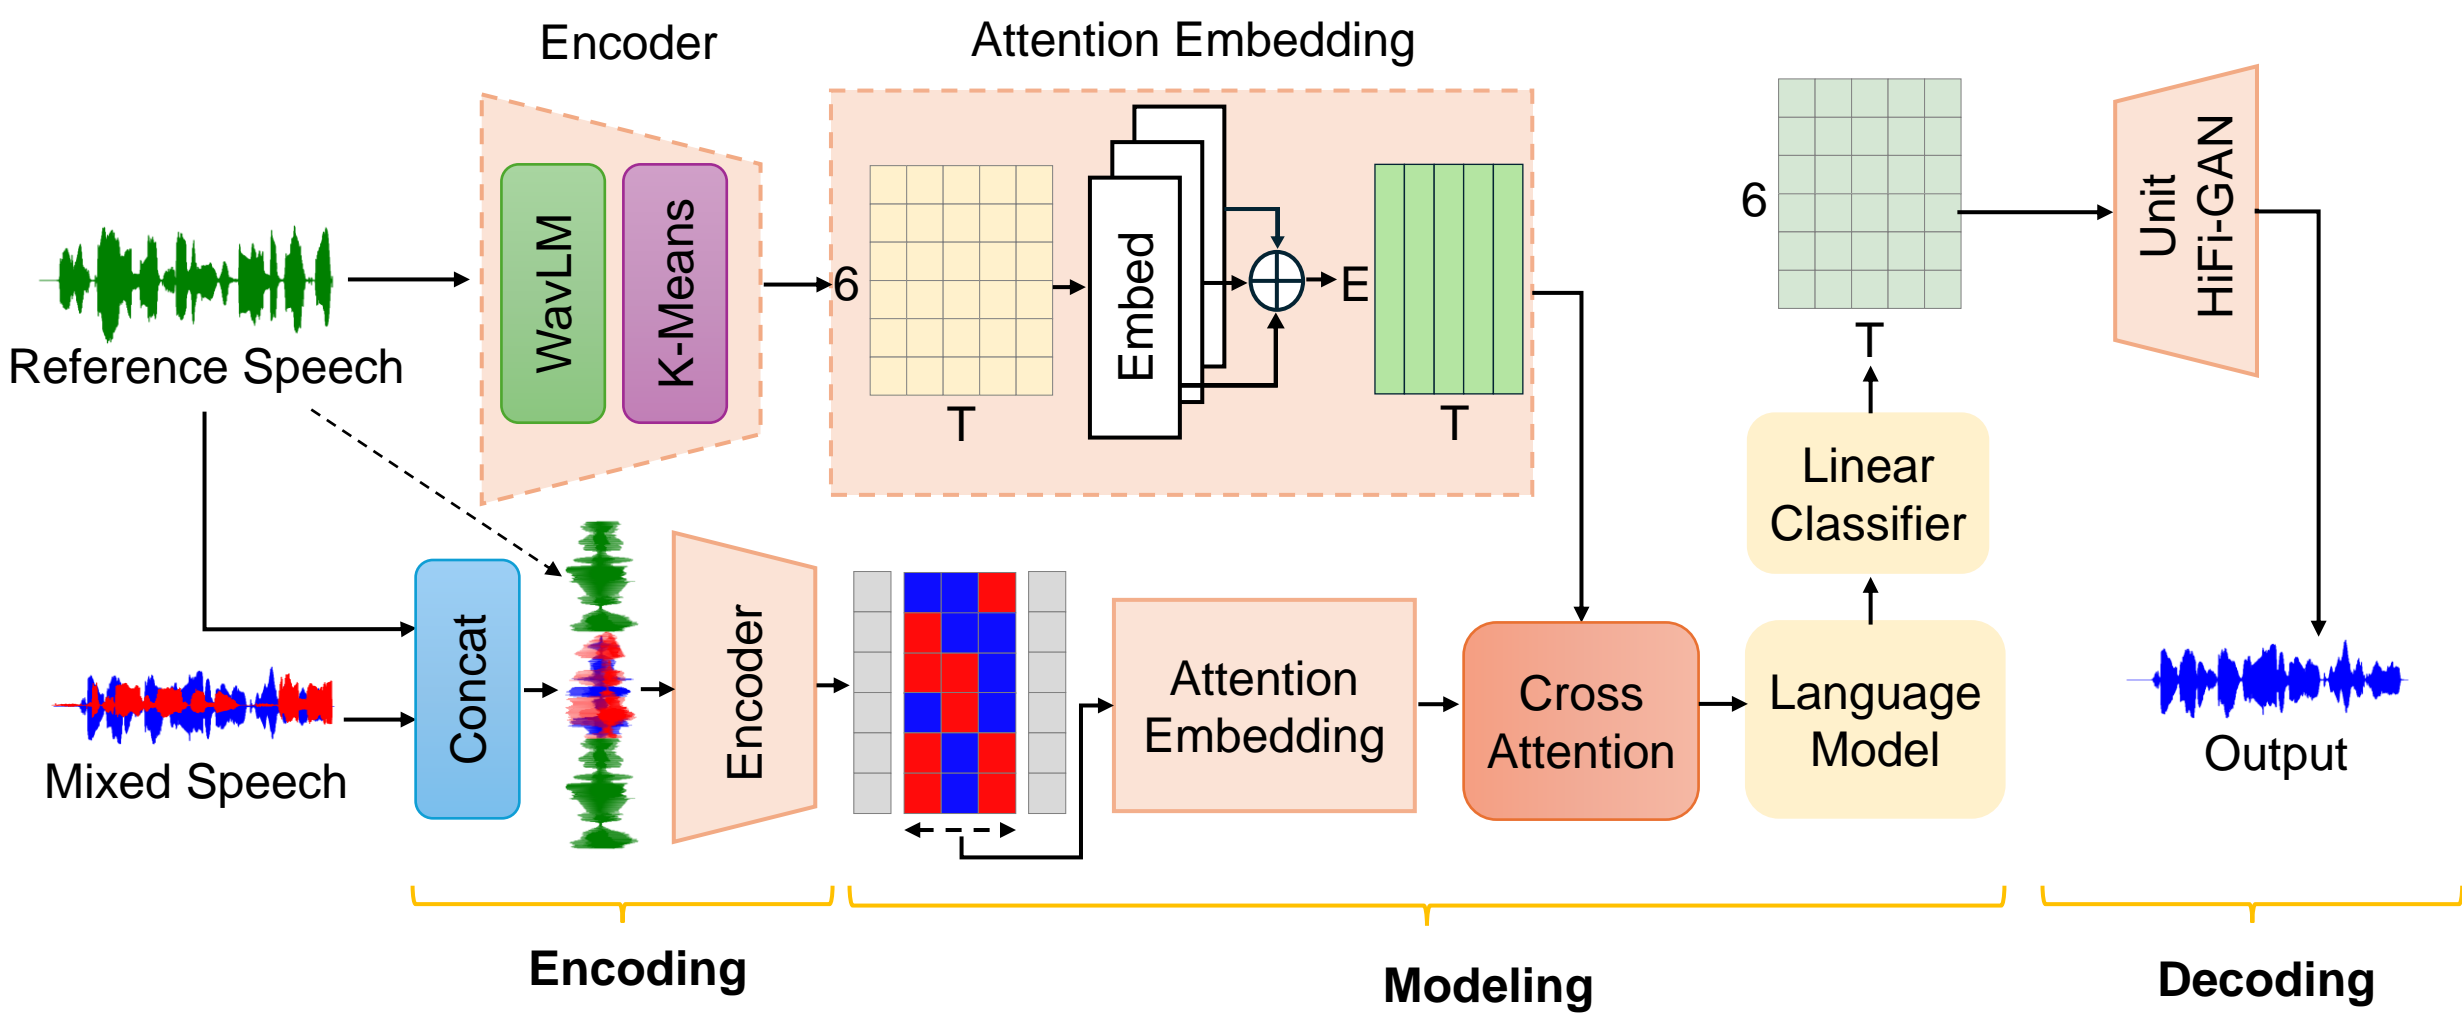 Encoder
Attention Embedding
WavLM
K-Means
6
T
Embed
E
T
6
T
Unit
HiFi-GAN
Reference Speech
Linear
Classifier
Concat
Encoder
Attention
Embedding
Cross
Attention
Language
Model
Mixed Speech
Output
Encoding
Modeling
Decoding